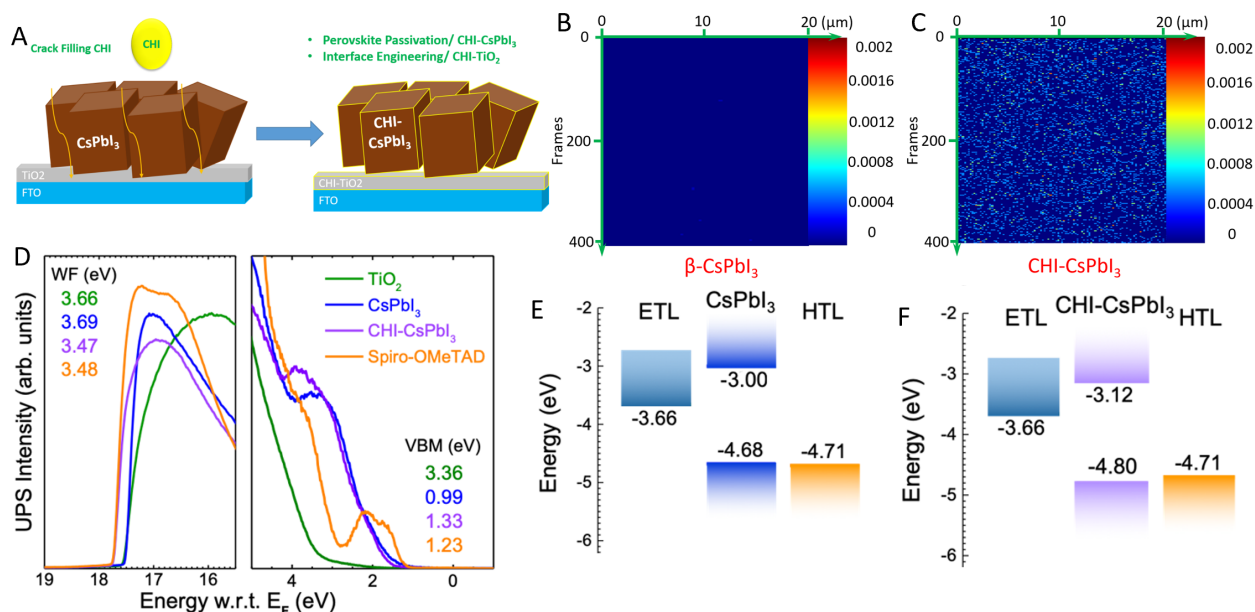 A
Crack Filling CHI
CHI
• Perovskite Passivation/ CHI-CsPbI₃
• Interface Engineering/ CHI-TiO₂
CsPbI₃
TiO2
FTO
CHI-
CsPbI₃
CHI-TiO2
FTO
B
0 10 20 (μm)
0
200
400
Frames
0.002
0.0016
0.0012
0.0008
0.0004
0
β-CsPbI₃
C
0 10 20 (μm)
0
200
400
Frames
0.002
0.0016
0.0012
0.0008
0.0004
0
CHI-CsPbI₃
D
UPS Intensity (arb. units)
WF (eV)
3.66
3.69
3.47
3.48
TiO₂
CsPbI₃
CHI-CsPbI₃
Spiro-OMeTAD
VBM (eV)
3.36
0.99
1.33
1.23
19 18 17 16
4 2 0
Energy w.r.t. E_F (eV)
E
Energy (eV)
-2
-3
-4
-5
-6
ETL
CsPbI₃
HTL
-3.66
-3.00
-4.68
-4.71
F
Energy (eV)
-2
-3
-4
-5
-6
ETL
CHI-CsPbI₃
HTL
-3.66
-3.12
-4.80
-4.71